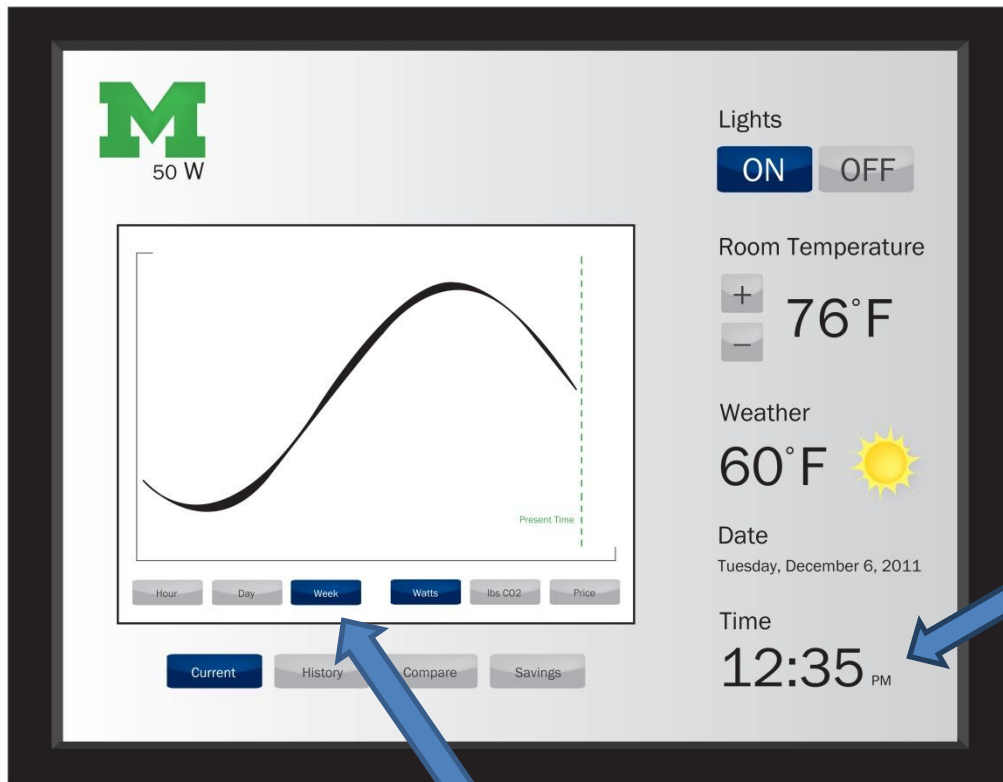 M
50 W
Present Time
Hour Day Week Watts lbs CO2 Price
Current History Compare Savings
Lights
ON OFF
Room Temperature
+
76°F
–
Weather
60°F
Date
Tuesday, December 6, 2011
Time
12:35 PM